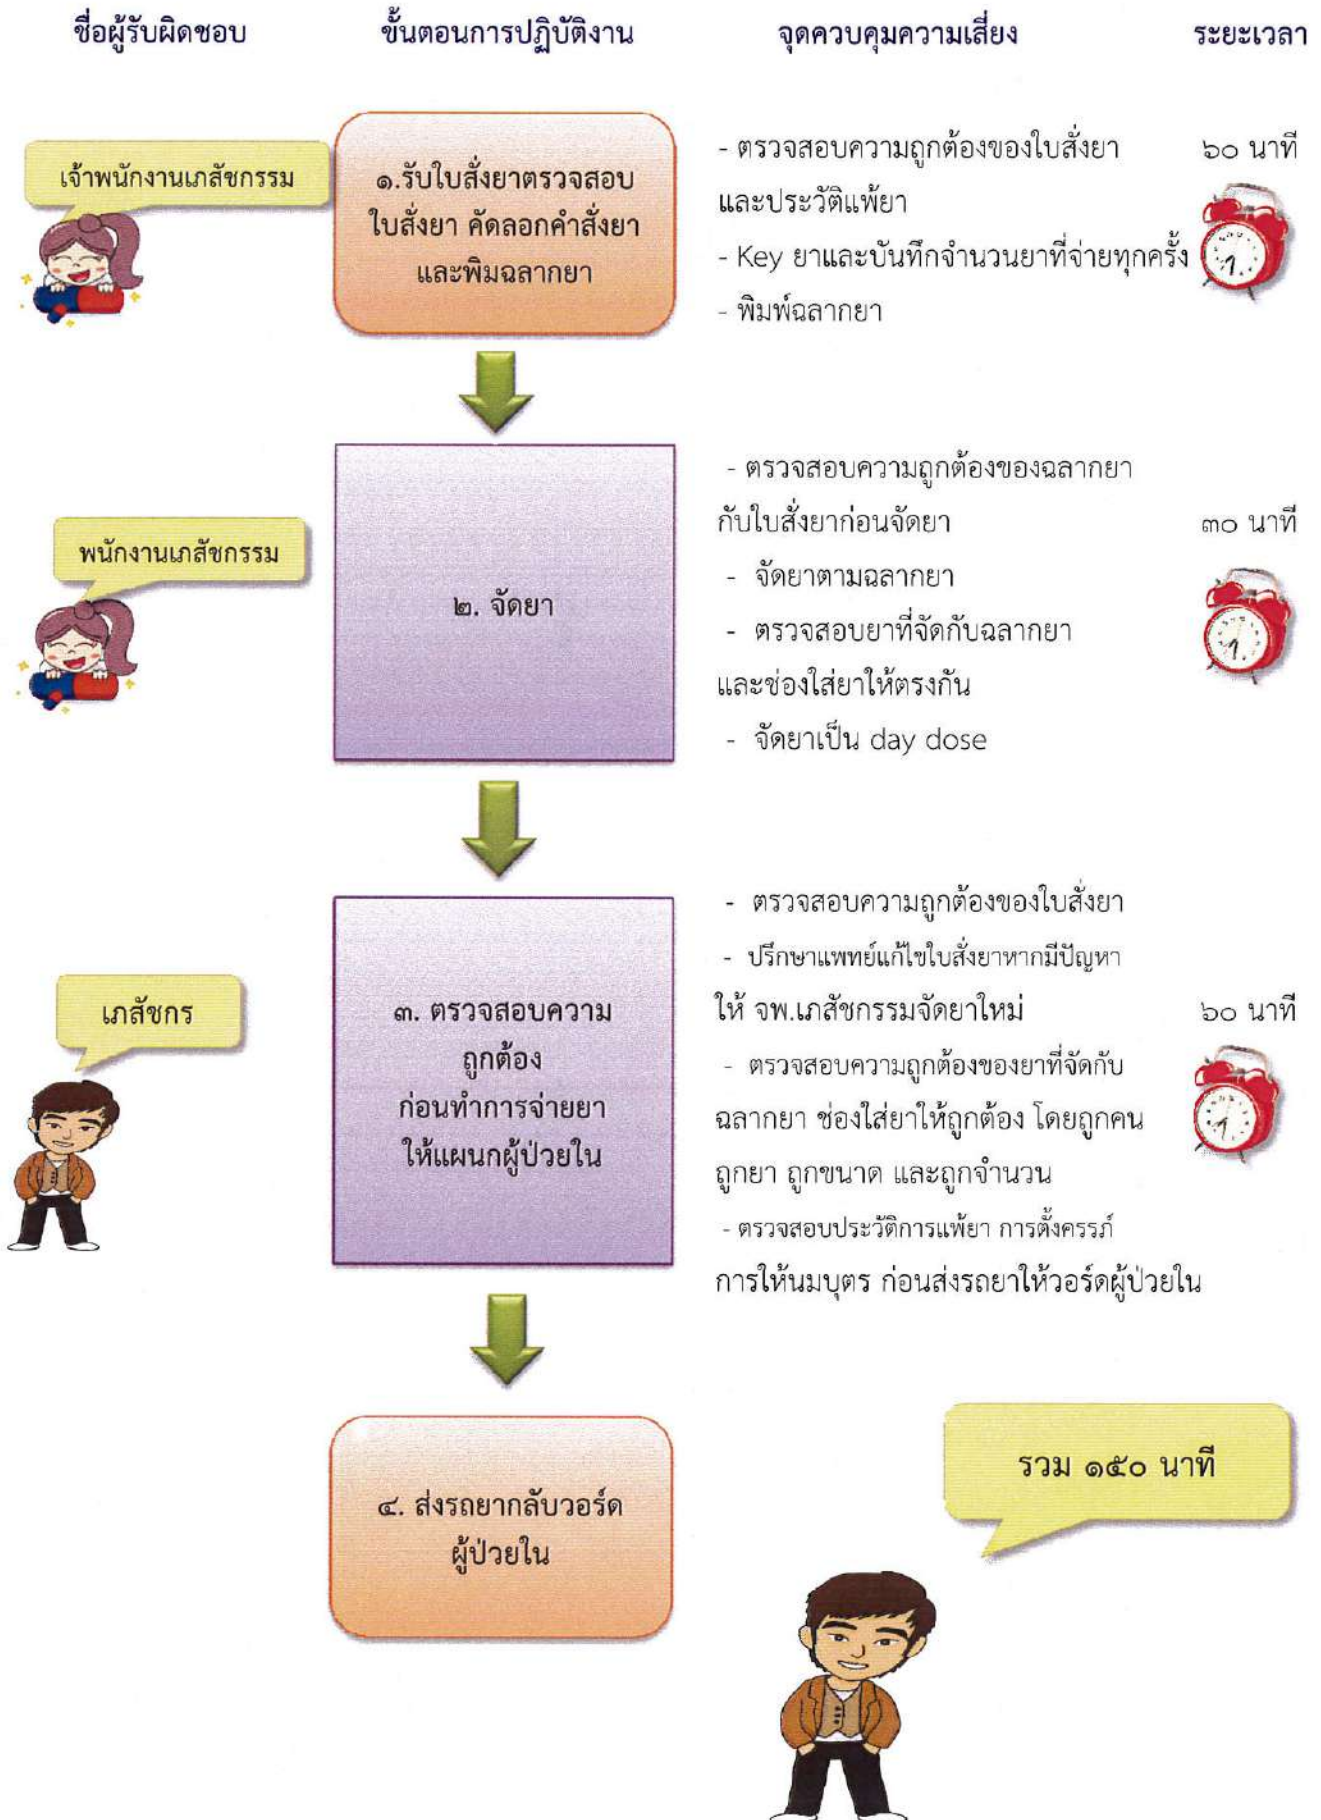 ชื่อผู้รับผิดชอบ
ขั้นตอนการปฏิบัติงาน
จุดควบคุมความเสี่ยง
ระยะเวลา
เจ้าพนักงานเภสัชกรรม
๑.รับใบสั่งยาตรวจสอบ
ใบสั่งยา คัดลอกคำสั่งยา
และพิมฉลากยา
- ตรวจสอบความถูกต้องของใบสั่งยา
และประวัติแพ้ยา
- Key ยาและบันทึกจำนวนยาที่จ่ายทุกครั้ง
- พิมพ์ฉลากยา
๖๐ นาที
พนักงานเภสัชกรรม
๒. จัดยา
- ตรวจสอบความถูกต้องของฉลากยา
กับใบสั่งยาก่อนจัดยา
- จัดยาตามฉลากยา
- ตรวจสอบยาที่จัดกับฉลากยา
และช่องใส่ยาให้ตรงกัน
- จัดยาเป็น day dose
๓๐ นาที
เภสัชกร
๓. ตรวจสอบความ
ถูกต้อง
ก่อนทำการจ่ายยา
ให้แผนกผู้ป่วยใน
- ตรวจสอบความถูกต้องของใบสั่งยา
- ปรึกษาแพทย์แก้ไขใบสั่งยาหากมีปัญหา
ให้ จพ.เภสัชกรรมจัดยาใหม่
- ตรวจสอบความถูกต้องของยาที่จัดกับ
ฉลากยา ช่องใส่ยาให้ถูกต้อง โดยถูกคน
ถูกยา ถูกขนาด และถูกจำนวน
- ตรวจสอบประวัติการแพ้ยา การตั้งครรภ์
การให้นมบุตร ก่อนส่งรถยาให้วอร์ดผู้ป่วยใน
๖๐ นาที
๔. ส่งรถยากลับวอร์ด
ผู้ป่วยใน
รวม ๑๕๐ นาที